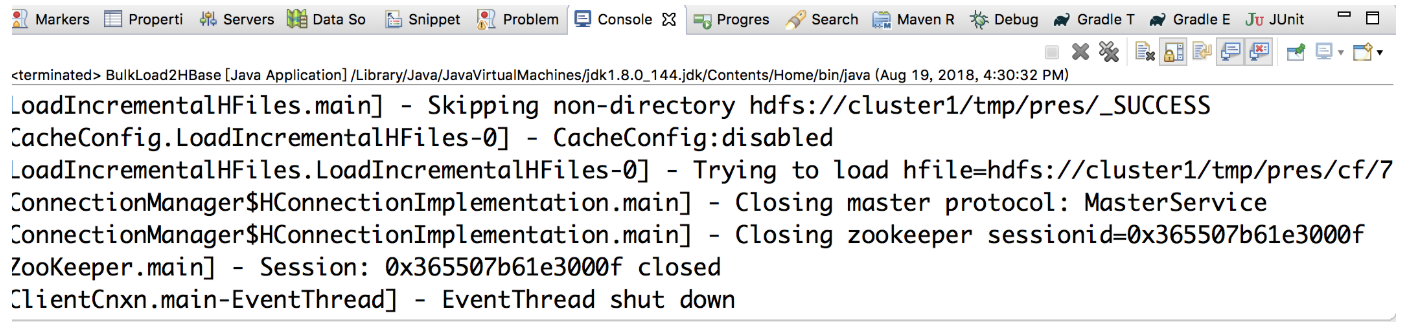 Markers Properti Servers Data So Snippet Problem Console Progres Search Maven R Debug Gradle T Gradle E Ju JUnit
<terminated> BulkLoad2HBase [Java Application] /Library/Java/JavaVirtualMachines/jdk1.8.0_144.jdk/Contents/Home/bin/java (Aug 19, 2018, 4:30:32 PM)
LoadIncrementalHFiles.main] - Skipping non-directory hdfs://cluster1/tmp/pres/_SUCCESS
CacheConfig.LoadIncrementalHFiles-0] - CacheConfig:disabled
LoadIncrementalHFiles.LoadIncrementalHFiles-0] - Trying to load hfile=hdfs://cluster1/tmp/pres/cf/7
ConnectionManager$HConnectionImplementation.main] - Closing master protocol: MasterService
ConnectionManager$HConnectionImplementation.main] - Closing zookeeper sessionid=0x365507b61e3000f
ZooKeeper.main] - Session: 0x365507b61e3000f closed
ClientCnxn.main-EventThread] - EventThread shut down